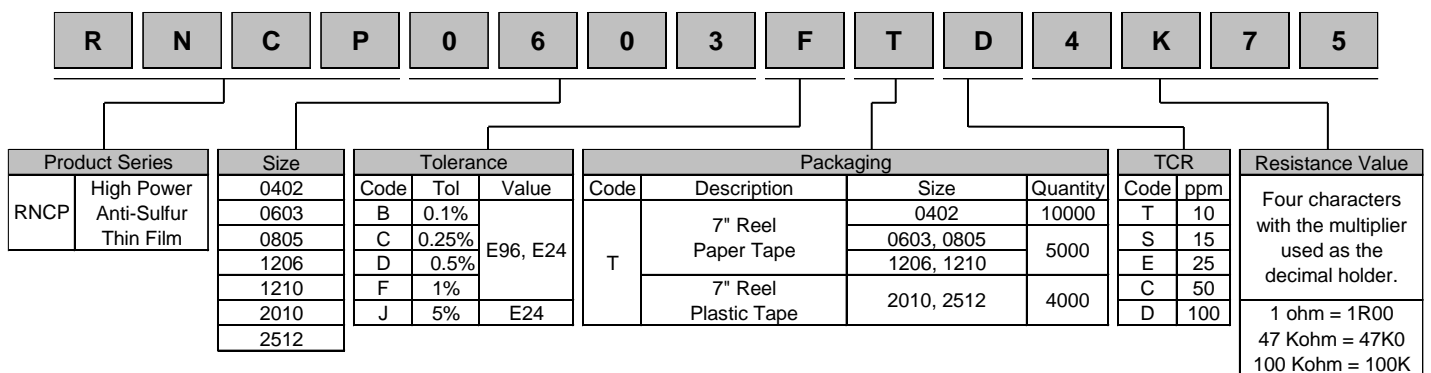 R N C P 0 6 0 3 F T D 4 K 7 5
Product Series
RNCP
High Power
Anti-Sulfur
Thin Film
Size
0402
0603
0805
1206
1210
2010
2512
Tolerance
Code Tol Value
B 0.1%
C 0.25%
D 0.5%
F 1%
E96, E24
J 5% E24
Packaging
Code Description Size Quantity
T
7" Reel
Paper Tape
0402 10000
0603, 0805
1206, 1210
5000
7" Reel
Plastic Tape
2010, 2512 4000
TCR
Code ppm
T 10
S 15
E 25
C 50
D 100
Resistance Value
Four characters
with the multiplier
used as the
decimal holder.
1 ohm = 1R00
47 Kohm = 47K0
100 Kohm = 100K